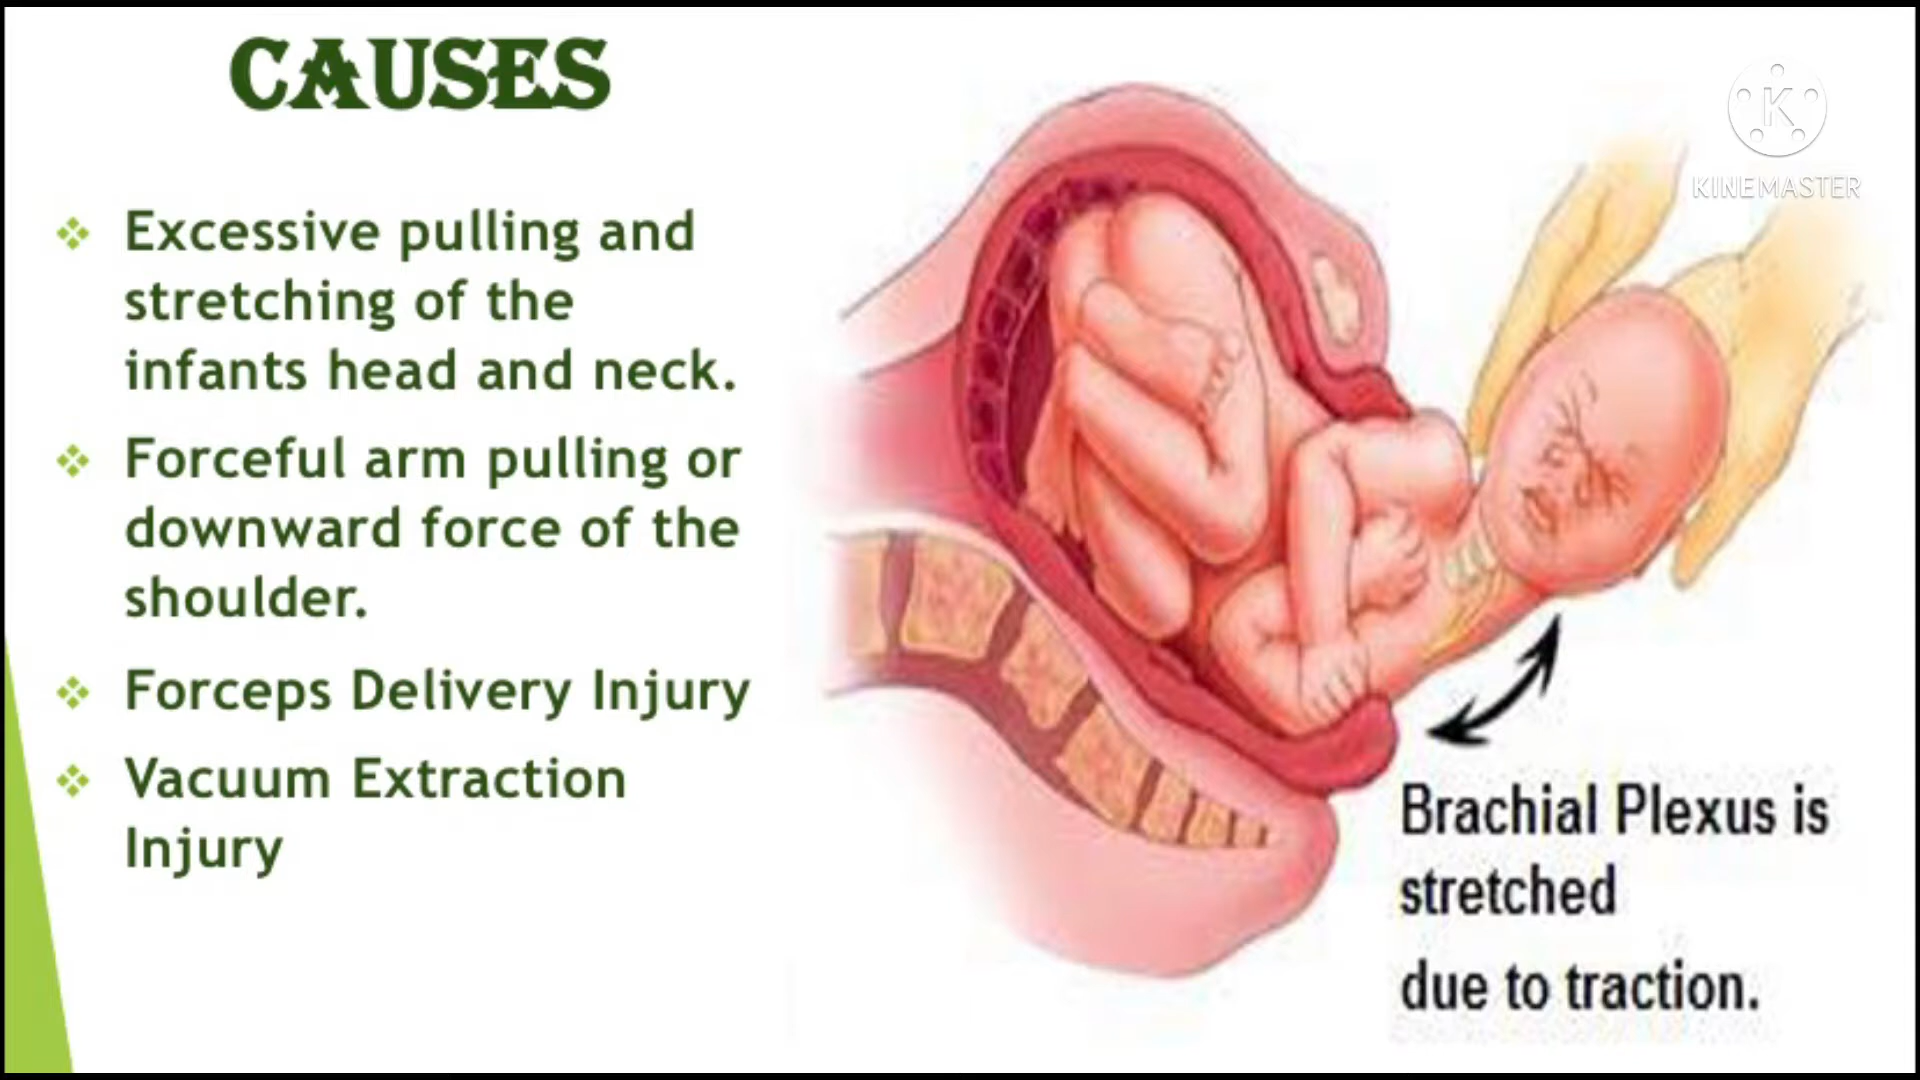 CAUSES
Excessive pulling and
stretching of the
infants head and neck.
Forceful arm pulling or
downward force of the
shoulder.
Forceps Delivery Injury
Vacuum Extraction
Injury
K
KINEMASTER
Brachial Plexus is
stretched
due to traction.